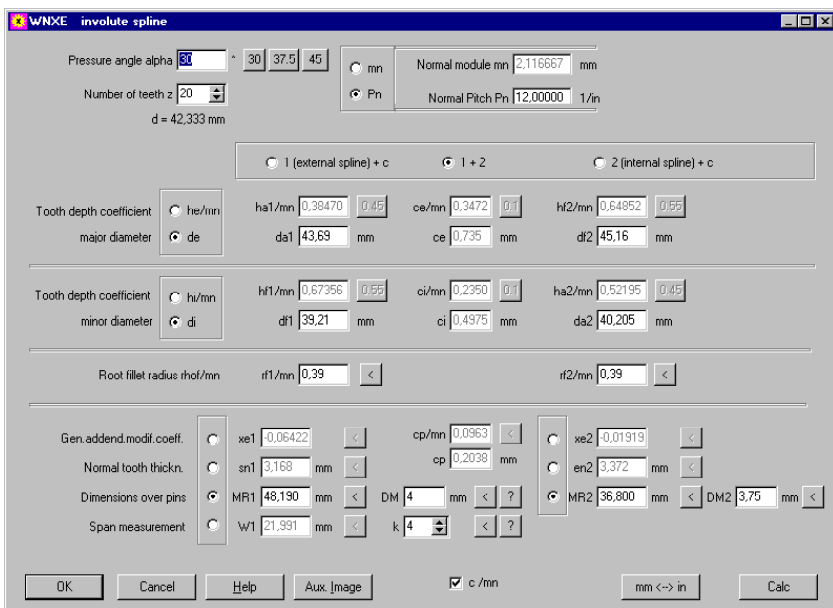 WNXE involute spline
Pressure angle alpha 30 ° 30 37.5 45
mn Normal module mn 2,116667 mm
Number of teeth z 20
Pn Normal Pitch Pn 12,00000 1/in
d = 42,333 mm
1 (external spline) + c 1 + 2 2 (internal spline) + c
Tooth depth coefficient he/mn ha1/mn 0,38470 0.45 ce/mn 0,3472 0.1 hf2/mn 0,64852 0.55
major diameter de da1 43,69 mm ce 0,735 mm df2 45,16 mm
Tooth depth coefficient hi/mn hf1/mn 0,67356 0.55 ci/mn 0,2350 0.1 ha2/mn 0,52195 0.45
minor diameter di df1 39,21 mm ci 0,4975 mm da2 40,205 mm
Root fillet radius rhof/mn rf1/mn 0,39 < rf2/mn 0,39 <
Gen.addend.modif.coeff. xe1 -0,06422 < cp/mn 0,0963 < xe2 -0,01919 <
Normal tooth thickn. sn1 3,168 mm < cp 0,2038 mm en2 3,372 mm <
Dimensions over pins MR1 48,190 mm < DM 4 mm < ? MR2 36,800 mm < DM2 3,75 mm <
Span measurement W1 21,991 mm < k 4 < ?
OK Cancel Help Aux. Image c /mn mm <--> in Calc